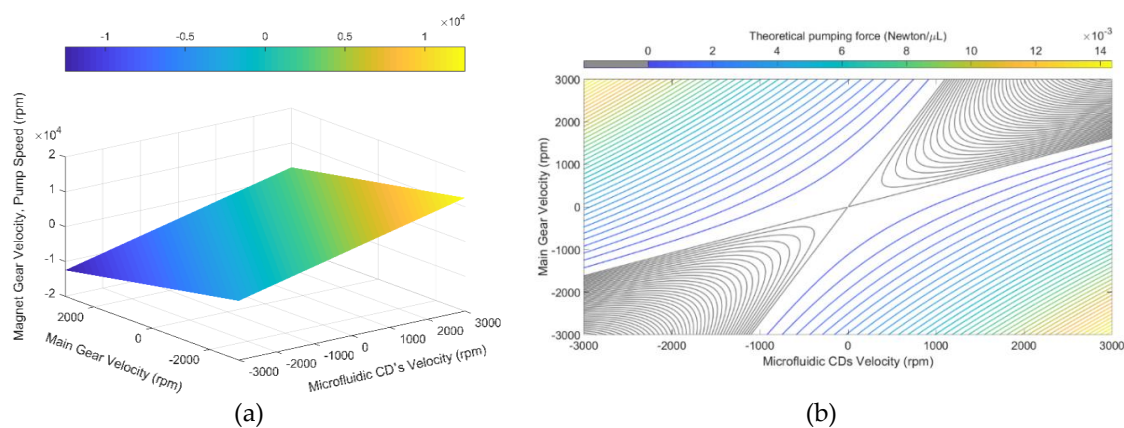 ×10⁴
-1 -0.5 0 0.5 1
Magnet Gear Velocity, Pump Speed (rpm)
×10⁴
2
1
0
-1
-2
2000
0
-2000
Main Gear Velocity (rpm)
-3000 -2000 -1000 0 1000 2000 3000
Microfluidic CD's Velocity (rpm)
(a)
Theoretical pumping force (Newton/μL)
×10⁻³
0 2 4 6 8 10 12 14
Main Gear Velocity (rpm)
3000
2000
1000
0
-1000
-2000
-3000
-3000 -2000 -1000 0 1000 2000 3000
Microfluidic CDs Velocity (rpm)
(b)